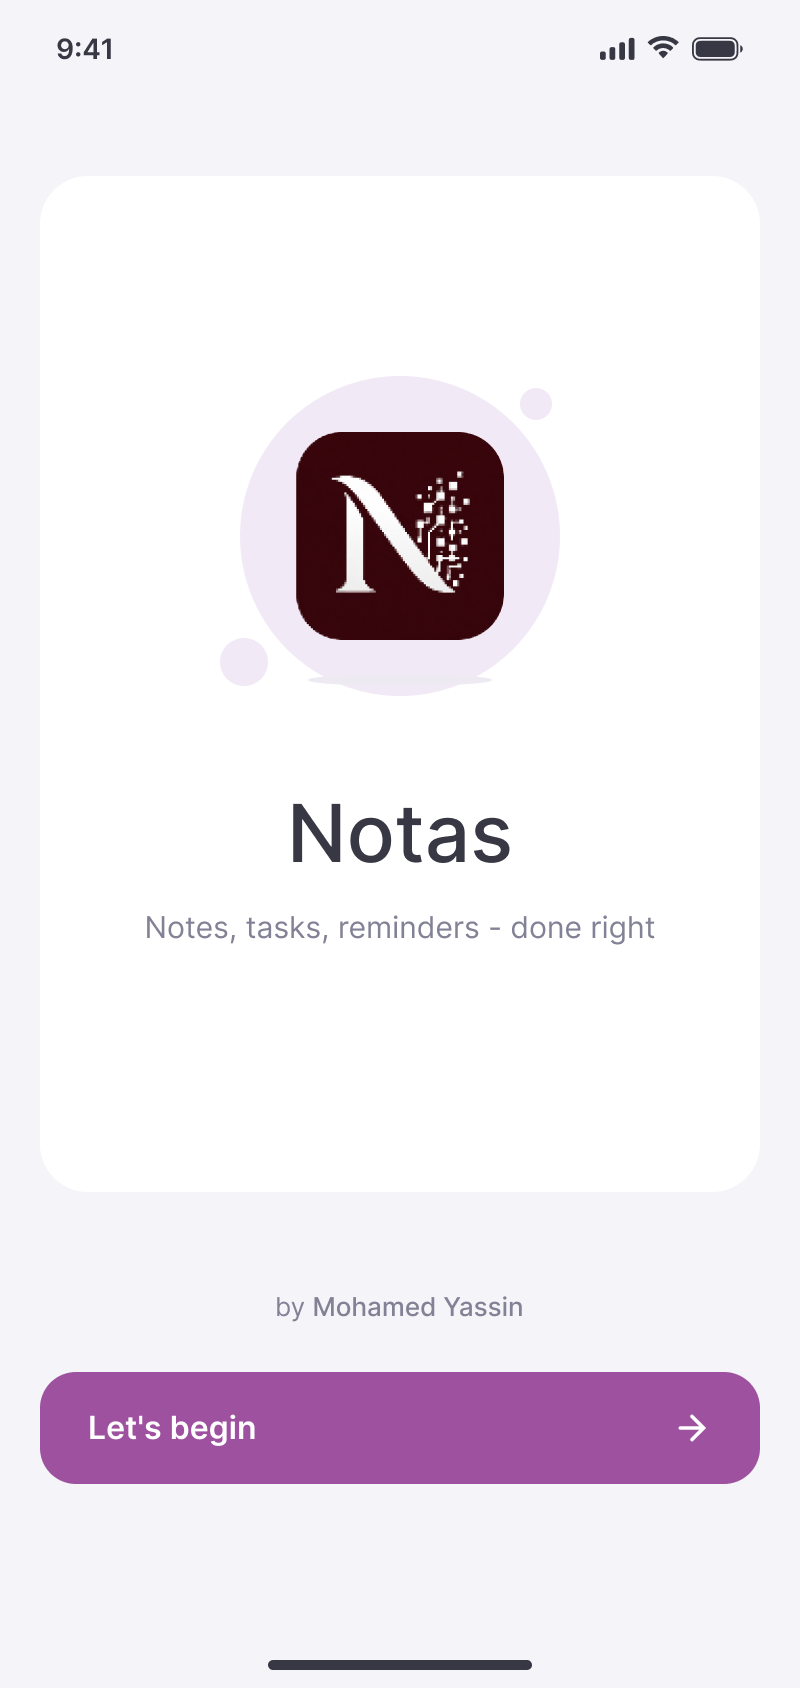 9:41
N
Notas
Notes, tasks, reminders - done right
by Mohamed Yassin
Let's begin